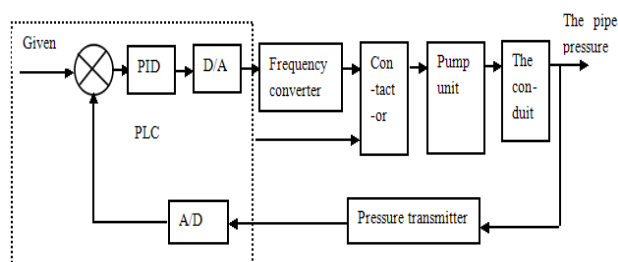 The pipe
pressure
Given
PID
D/A
Frequency
converter
Con
-tact
-or
Pump
unit
The
con-
duit
PLC
A/D
Pressure transmitter